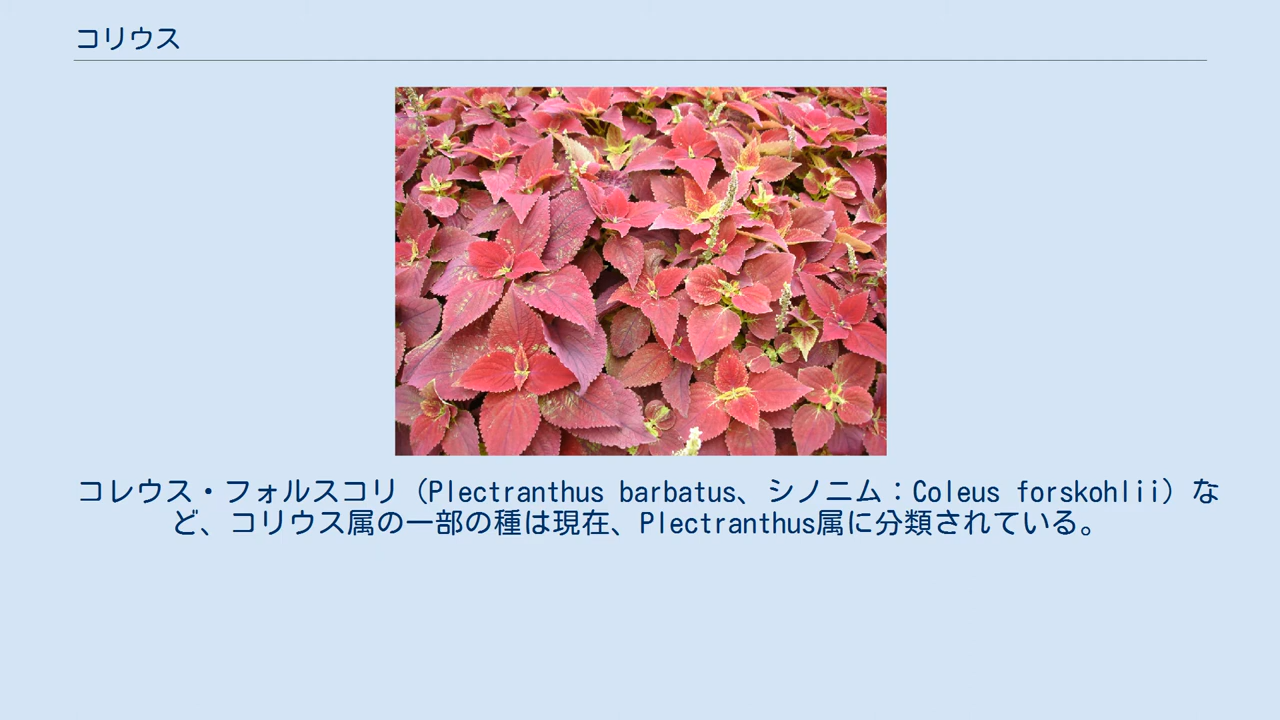 コリウス
コレウス・フォルスコリ（Plectranthus barbatus、シノニム：Coleus forskohlii）な
ど、コリウス属の一部の種は現在、Plectranthus属に分類されている。